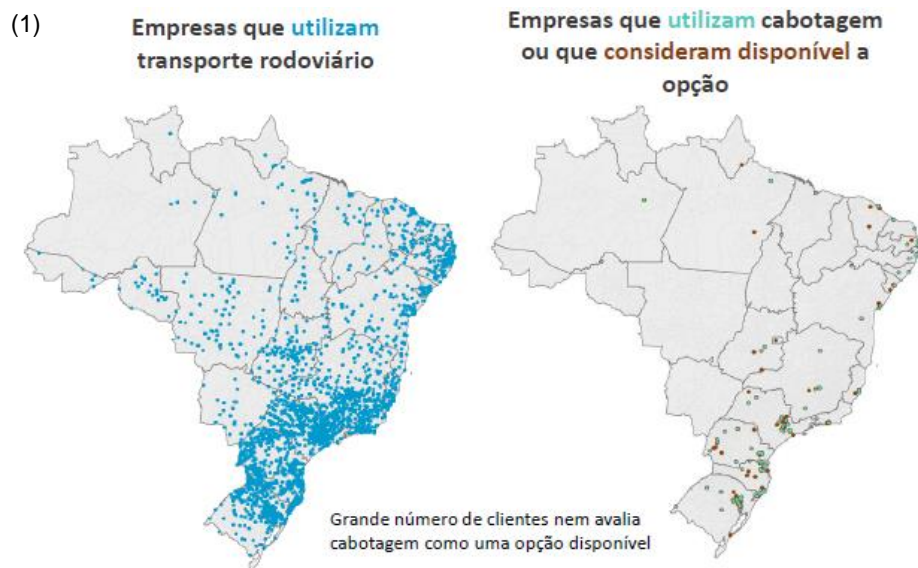 (1)
Empresas que utilizam
transporte rodoviário
Empresas que utilizam cabotagem
ou que consideram disponível a
opção
Grande número de clientes nem avalia
cabotagem como uma opção disponível